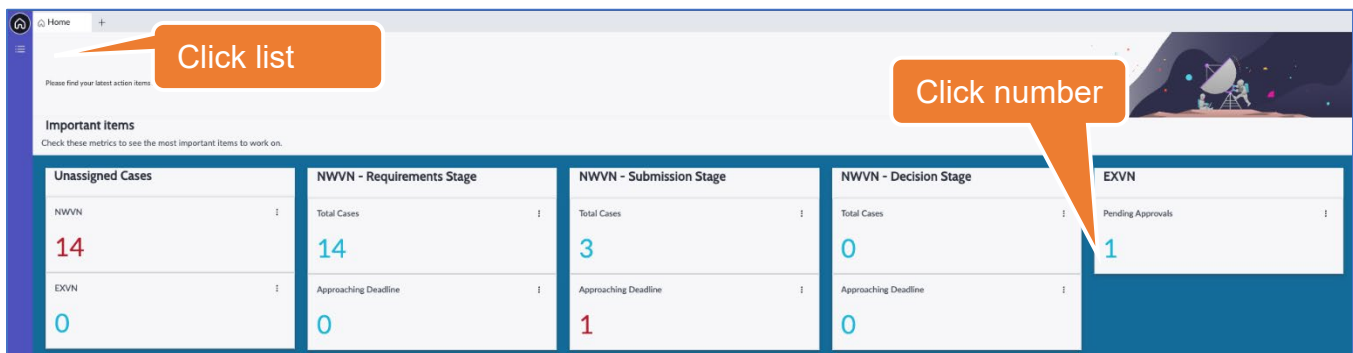 Home +
Click list
Please find your latest action items
Click number
Important items
Check these metrics to see the most important items to work on.
Unassigned Cases
NWVN
14
EXVN
0
NWVN - Requirements Stage
Total Cases
14
Approaching Deadline
0
NWVN - Submission Stage
Total Cases
3
Approaching Deadline
1
NWVN - Decision Stage
Total Cases
0
Approaching Deadline
0
EXVN
Pending Approvals
1